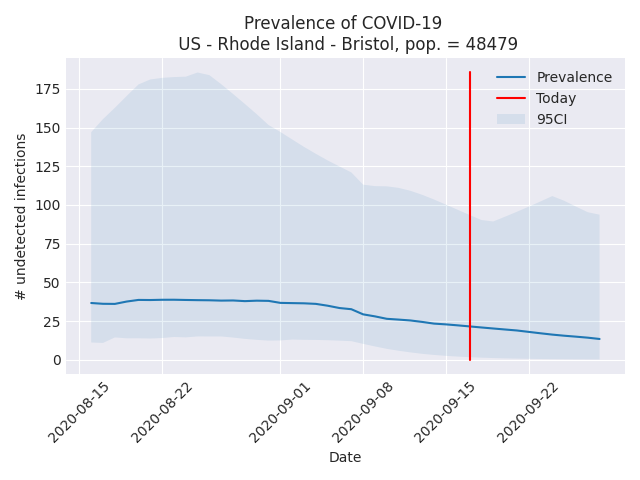 Prevalence of COVID-19
US - Rhode Island - Bristol, pop. = 48479
Prevalence
Today
95CI
175
150
125
100
75
50
25
0
# undetected infections
2020-08-15
2020-08-22
2020-09-01
2020-09-08
2020-09-15
2020-09-22
Date